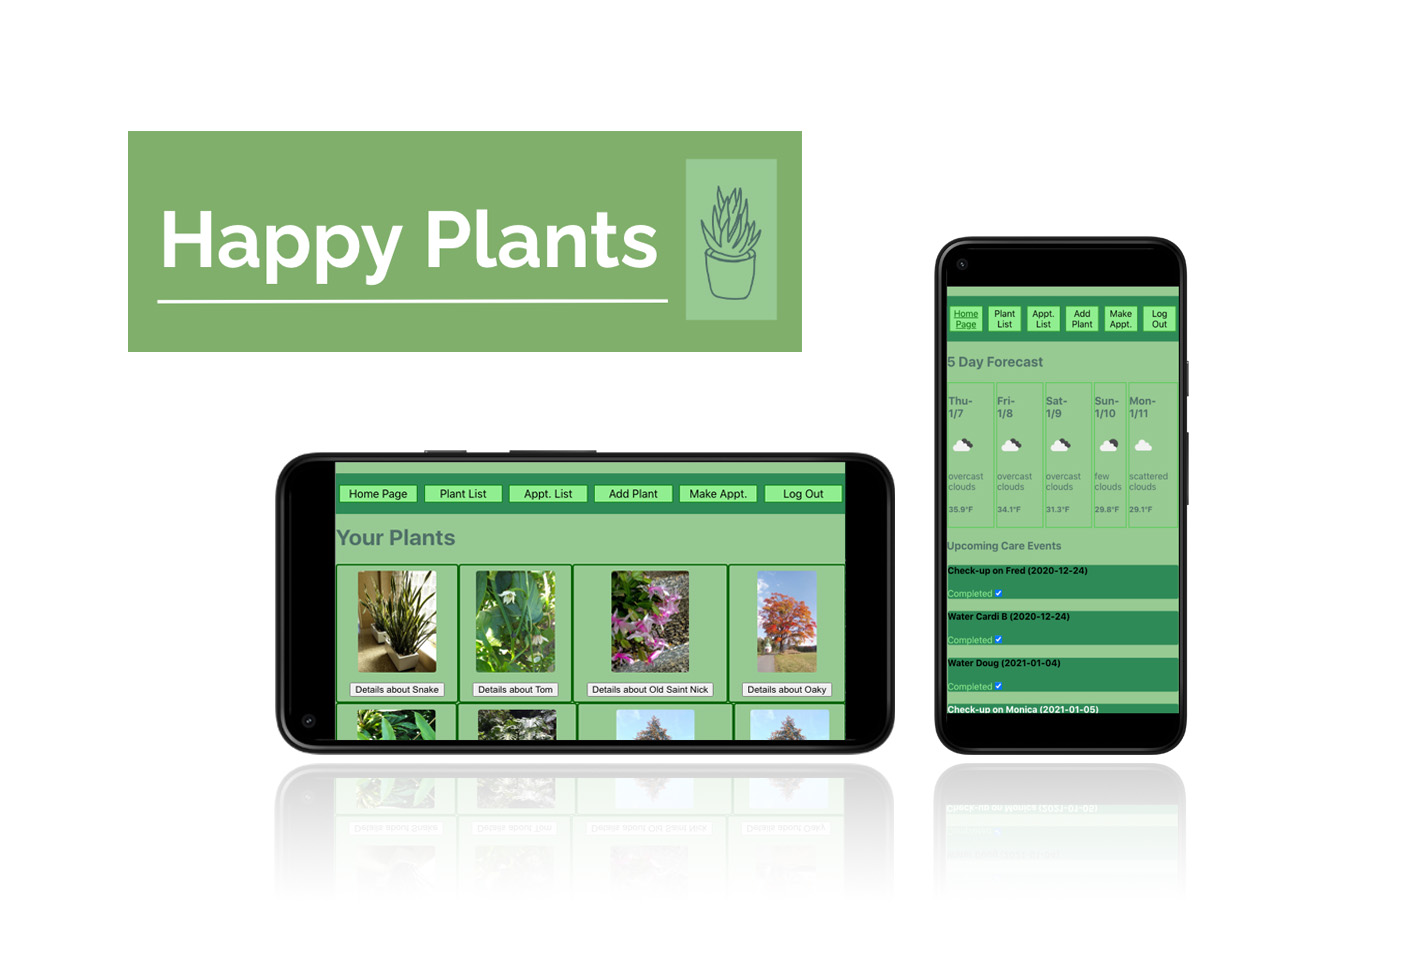 Happy Plants
Home Page
Plant List
Appt. List
Add Plant
Make Appt.
Log Out
Your Plants
Details about Snake
Details about Tom
Details about Old Saint Nick
Details about Oaky
Home
Page
Plant
List
Appt.
List
Add
Plant
Make
Appt.
Log
Out
5 Day Forecast
Thu-
1/7
overcast
clouds
35.9°F
Fri-
1/8
overcast
clouds
34.1°F
Sat-
1/9
overcast
clouds
31.3°F
Sun-
1/10
few
clouds
29.8°F
Mon-
1/11
scattered
clouds
29.1°F
Upcoming Care Events
Check-up on Fred (2020-12-24)
Completed
Water Cardi B (2020-12-24)
Completed
Water Doug (2021-01-04)
Completed
Check-up on Monica (2021-01-05)